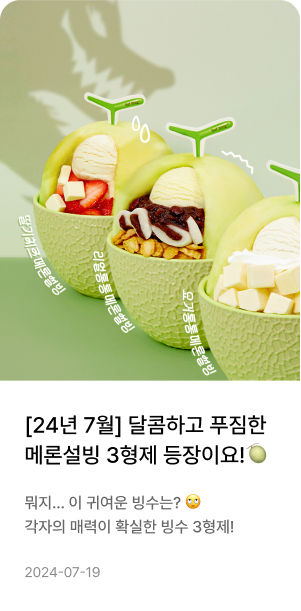 딸기치즈메론설빙
리얼통통메론설빙
요거통통메론설빙
[24년 7월] 달콤하고 푸짐한
메론설빙 3형제 등장이요!🍈
뭐지... 이 귀여운 빙수는? 🙄
각자의 매력이 확실한 빙수 3형제!
2024-07-19